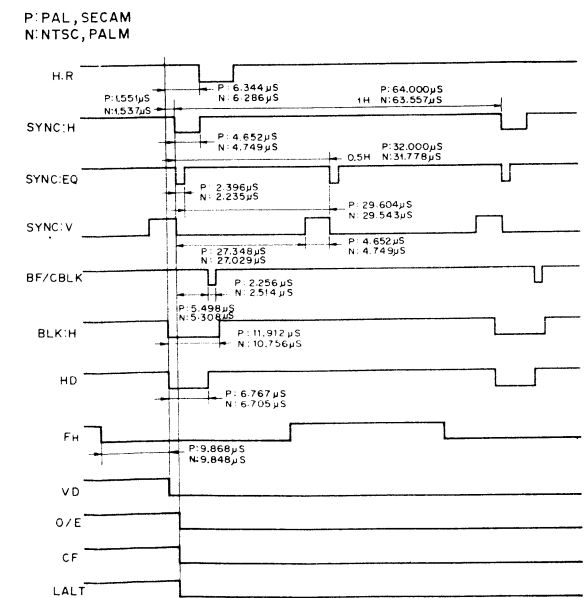 P:PAL,SECAM
N:NTSC,PALM
H.R
P:1.551µS
N:1.537µS
P: 6.344µS
N: 6.286µS
P:64.000µS
1H N:63.557µS
SYNC:H
P: 4.652µS
N: 4.749µS
P:32.000µS
0.5H N:31.778µS
SYNC:EQ
P: 2.396µS
N: 2.235µS
P:29.604µS
N:29.543µS
SYNC:V
P: 27.348µS
N: 27.029µS
P: 4.652µS
N: 4.749µS
BF/CBLK
P:2.256µS
N:2.514µS
P:5.498µS
N:5.308µS
BLK:H
P:11.912µS
N:10.756µS
HD
P:6.767µS
N:6.705µS
FH
P:9.868µS
N:9.848µS
VD
O/E
CF
LALT